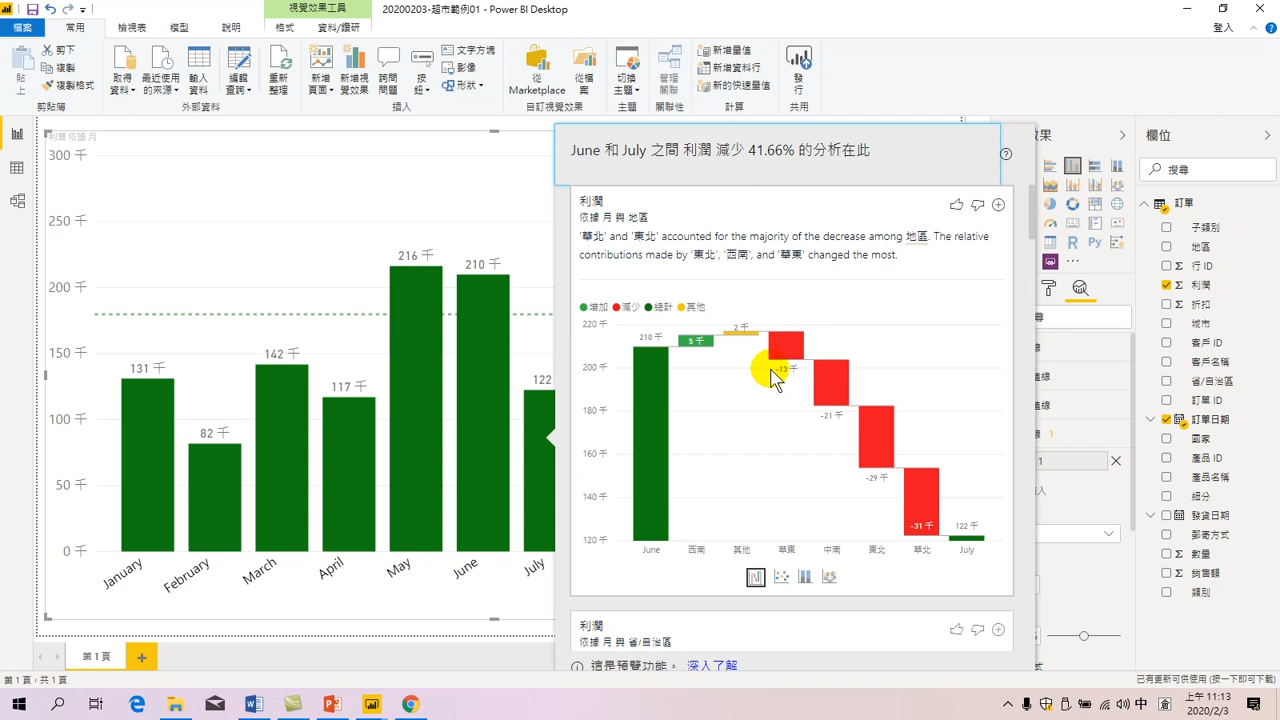 20200203-超市範例01 - Power BI Desktop
視覺效果工具
檔案
常用
檢視表
模型
說明
格式
資料/鑽研
登入
貼上
剪下
複製
複製格式
剪貼簿
取得資料
最近使用的來源
輸入資料
編輯查詢
外部資料
重新整理
新增頁面
新增視覺效果
詢問問題
按鈕
文字方塊
影像
形狀
插入
從 Marketplace
從檔案
自訂視覺效果
切換主題
主題
管理關聯
關聯性
新增量值
新增資料行
新的快速量值
計算
發行
共用
利潤 依據 月
300 千
250 千
200 千
150 千
100 千
50 千
0 千
131 千
82 千
142 千
117 千
216 千
210 千
122
January
February
March
April
May
June
July
June 和 July 之間 利潤 減少 41.66% 的分析在此
利潤
依據 月 與 地區
'華北' and '東北' accounted for the majority of the decrease among 地區. The relative
contributions made by '東北', '西南', and '華東' changed the most.
增加
減少
總計
其他
220 千
200 千
180 千
160 千
140 千
120 千
210 千
5 千
2 千
-13 千
-21 千
-29 千
-31 千
122 千
June
西南
其他
華東
中南
東北
華北
July
利潤
依據 月 與 省/自治區
這是預覽功能。 深入了解
效果
欄位
搜尋
訂單
子類別
地區
行 ID
利潤
折扣
城市
客戶 ID
客戶名稱
省/自治區
訂單 ID
訂單日期
國家
產品 ID
產品名稱
細分
發貨日期
郵寄方式
數量
銷售額
類別
尋
線
值線
值線
線 1
1
第 1 頁
第 1 頁，共 1 頁
已有更新可供使用 (按一下即可下載)
中
上午 11:13
2020/2/3